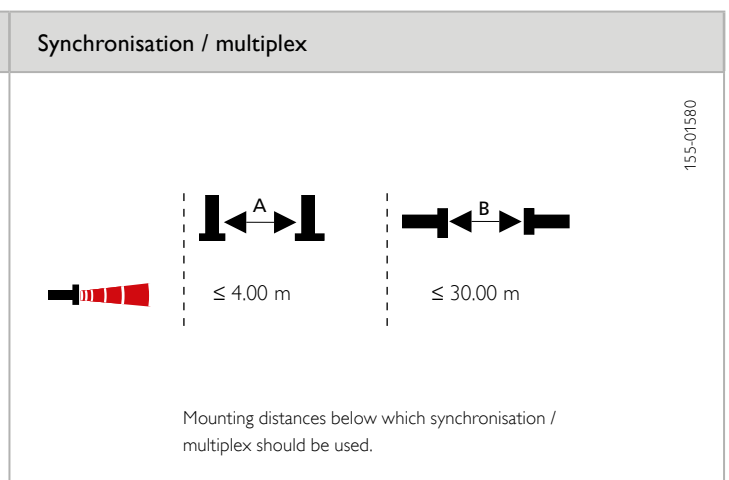 Synchronisation / multiplex
155-01580
A
B
≤ 4.00 m
≤ 30.00 m
Mounting distances below which synchronisation /
multiplex should be used.